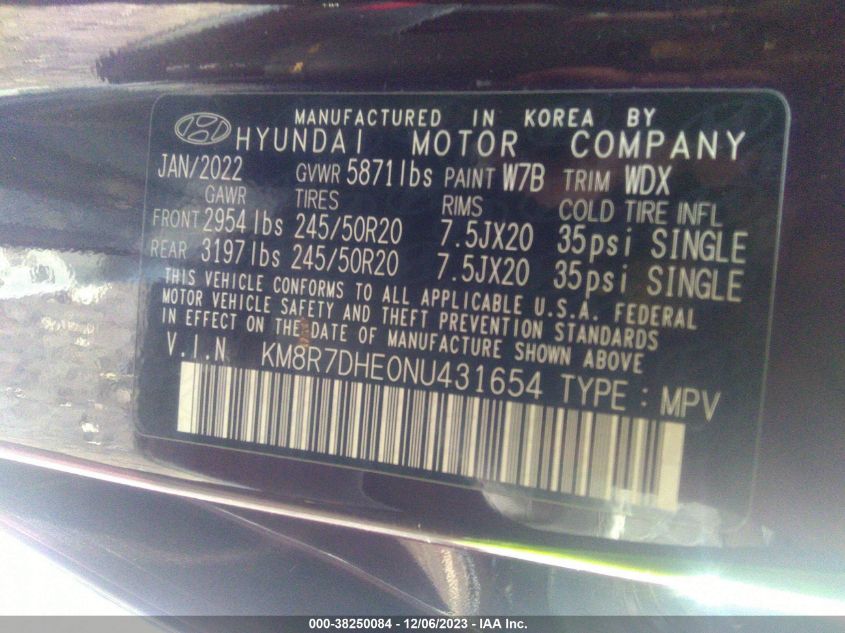 MANUFACTURED IN KOREA BY
HYUNDAI MOTOR COMPANY
JAN/2022 GVWR 5871lbs PAINT W7B TRIM WDX
GAWR TIRES RIMS COLD TIRE INFL
FRONT 2954lbs 245/50R20 7.5JX20 35psi SINGLE
REAR 3197lbs 245/50R20 7.5JX20 35psi SINGLE
THIS VEHICLE CONFORMS TO ALL APPLICABLE U.S.A. FEDERAL
MOTOR VEHICLE SAFETY AND THEFT PREVENTION STANDARDS
IN EFFECT ON THE DATE OF MANUFACTURE SHOWN ABOVE
V.I.N KM8R7DHE0NU431654 TYPE : MPV
000-38250084 - 12/06/2023 - IAA Inc.